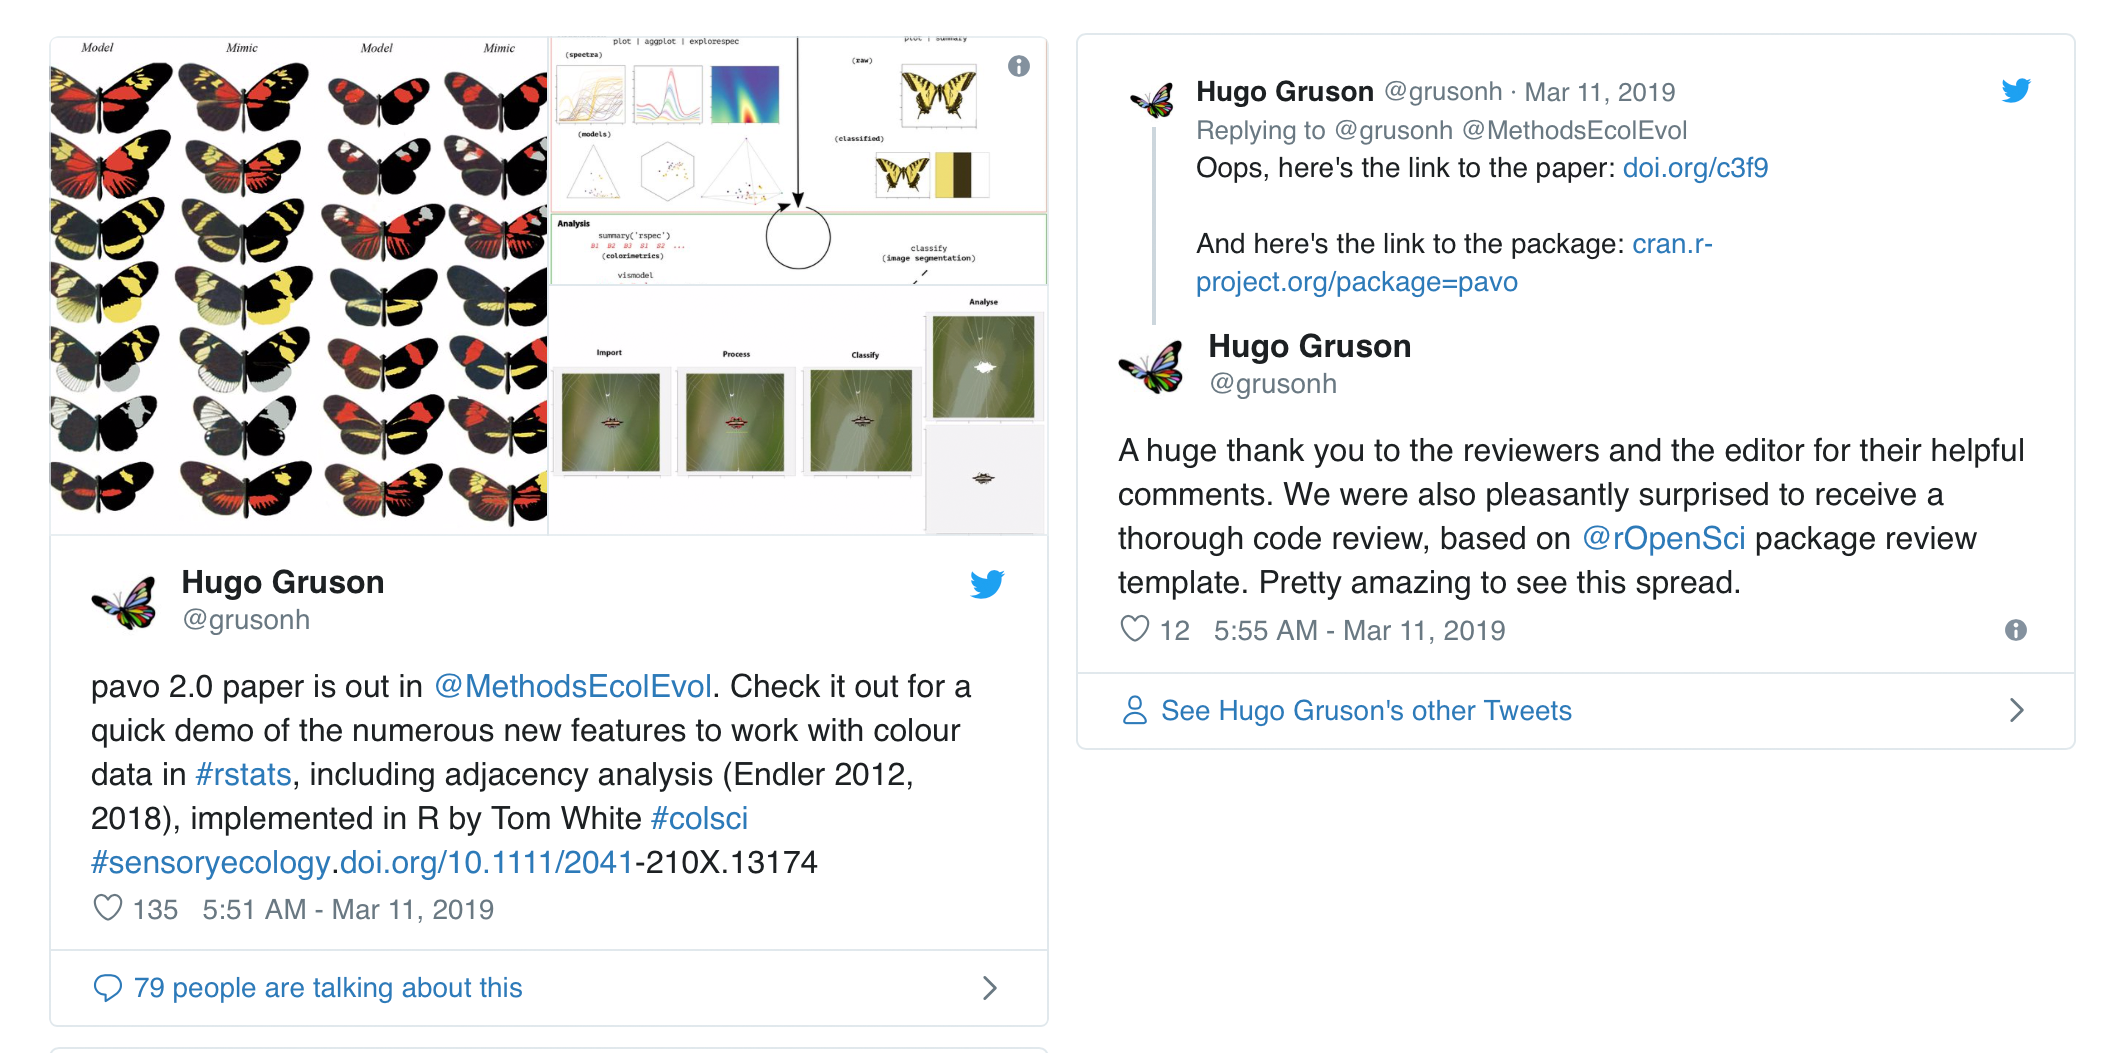 Model Mimic Model Mimic
plot | aggplot | explorespec
plot | summary
(spectra)
(raw)
(models)
(classified)
Analysis
summary('rspec')
B1 B2 B3 S1 S2 ...
(colorimetrics)
vismodel
classify
(image segmentation)
Import
Process
Classify
Analyse
Hugo Gruson
@grusonh
pavo 2.0 paper is out in @MethodsEcolEvol. Check it out for a
quick demo of the numerous new features to work with colour
data in #rstats, including adjacency analysis (Endler 2012,
2018), implemented in R by Tom White #colsci
#sensoryecology.doi.org/10.1111/2041-210X.13174
135 5:51 AM - Mar 11, 2019
79 people are talking about this
Hugo Gruson @grusonh · Mar 11, 2019
Replying to @grusonh @MethodsEcolEvol
Oops, here's the link to the paper: doi.org/c3f9
And here's the link to the package: cran.r-
project.org/package=pavo
Hugo Gruson
@grusonh
A huge thank you to the reviewers and the editor for their helpful
comments. We were also pleasantly surprised to receive a
thorough code review, based on @rOpenSci package review
template. Pretty amazing to see this spread.
12 5:55 AM - Mar 11, 2019
See Hugo Gruson's other Tweets